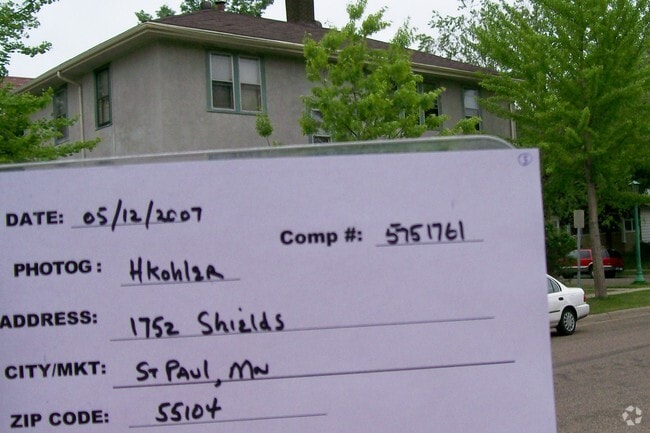 DATE: 05/12/2007
Comp #: 5751761
PHOTOG: HKohler
ADDRESS: 1752 Shields
CITY/MKT: ST PAUL, MN
ZIP CODE: 55104